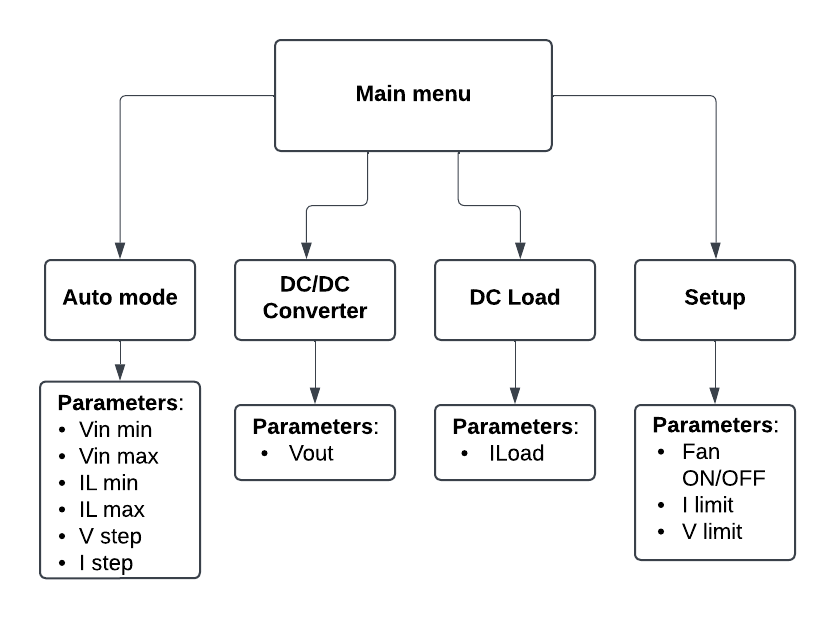 Main menu
Auto mode
DC/DC
Converter
DC Load
Setup
Parameters:
• Vin min
• Vin max
• IL min
• IL max
• V step
• I step
Parameters:
• Vout
Parameters:
• ILoad
Parameters:
• Fan
ON/OFF
• I limit
• V limit